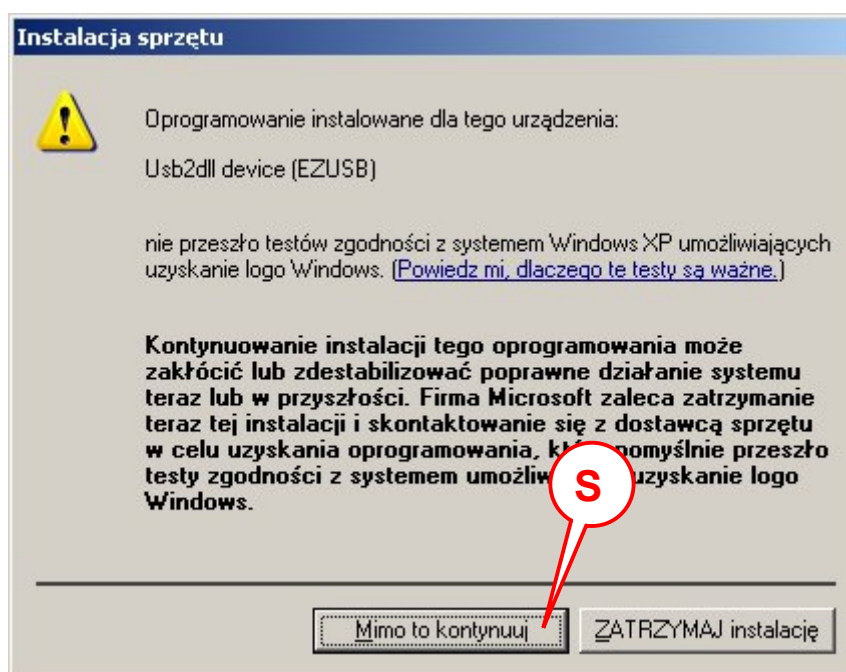 Instalacja sprzętu
Oprogramowanie instalowane dla tego urządzenia:
Usb2dll device (EZUSB)
nie przeszło testów zgodności z systemem Windows XP umożliwiających
uzyskanie logo Windows. (Powiedz mi, dlaczego te testy są ważne.)
Kontynuowanie instalacji tego oprogramowania może
zakłócić lub zdestabilizować poprawne działanie systemu
teraz lub w przyszłości. Firma Microsoft zaleca zatrzymanie
teraz tej instalacji i skontaktowanie się z dostawcą sprzętu
w celu uzyskania oprogramowania, pomyślnie przeszło
testy zgodności z systemem uzyskanie logo
Windows.
S
Mimo to kontynuuj
ZATRZYMAJ instalację